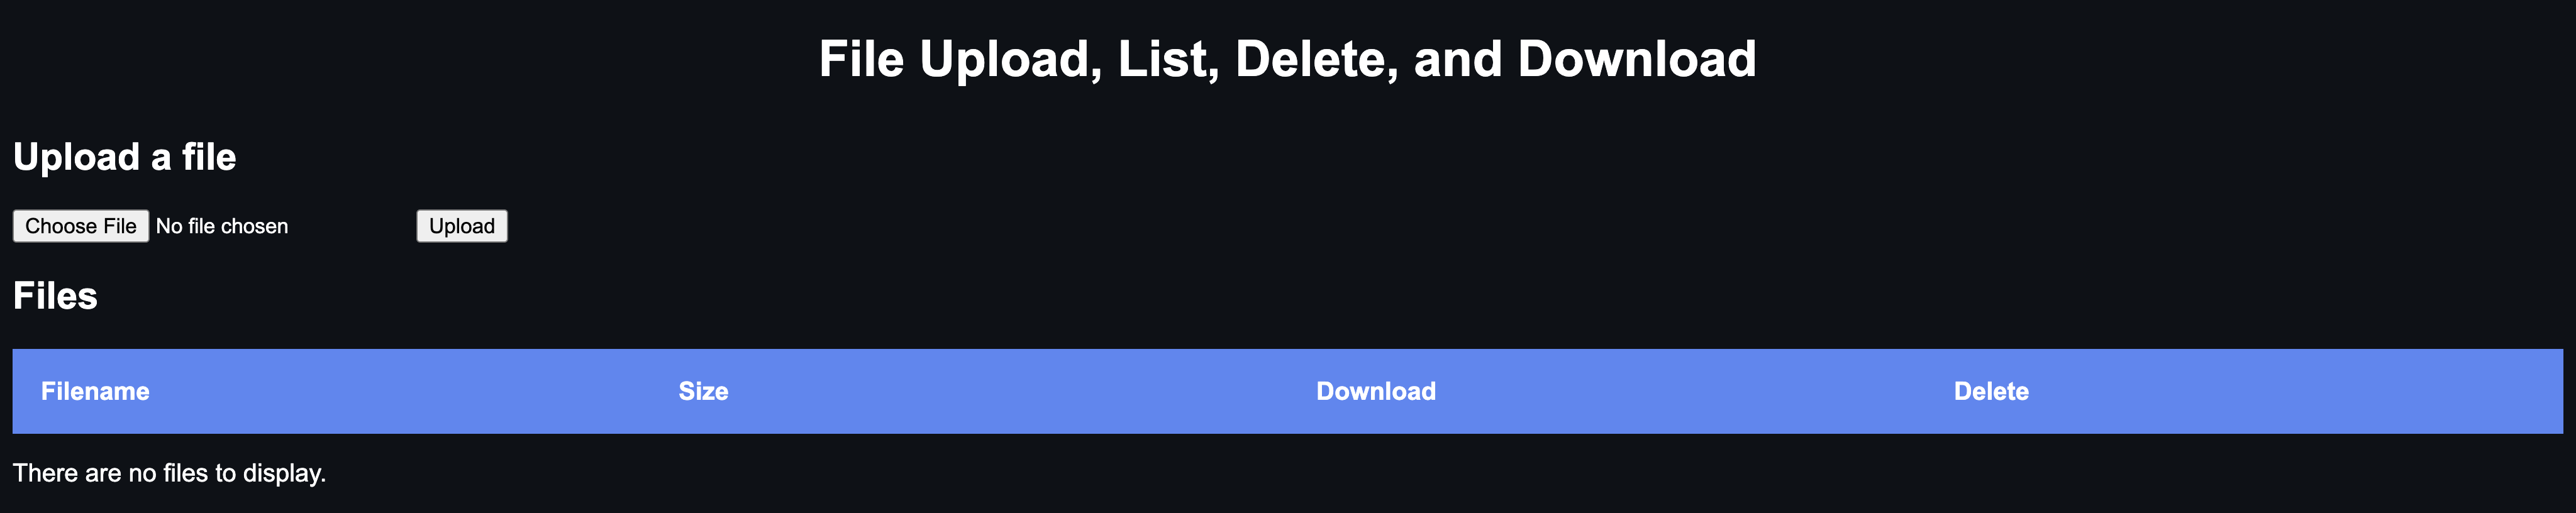 File Upload, List, Delete, and Download
Upload a file
Choose File No file chosen Upload
Files
Filename Size Download Delete
There are no files to display.